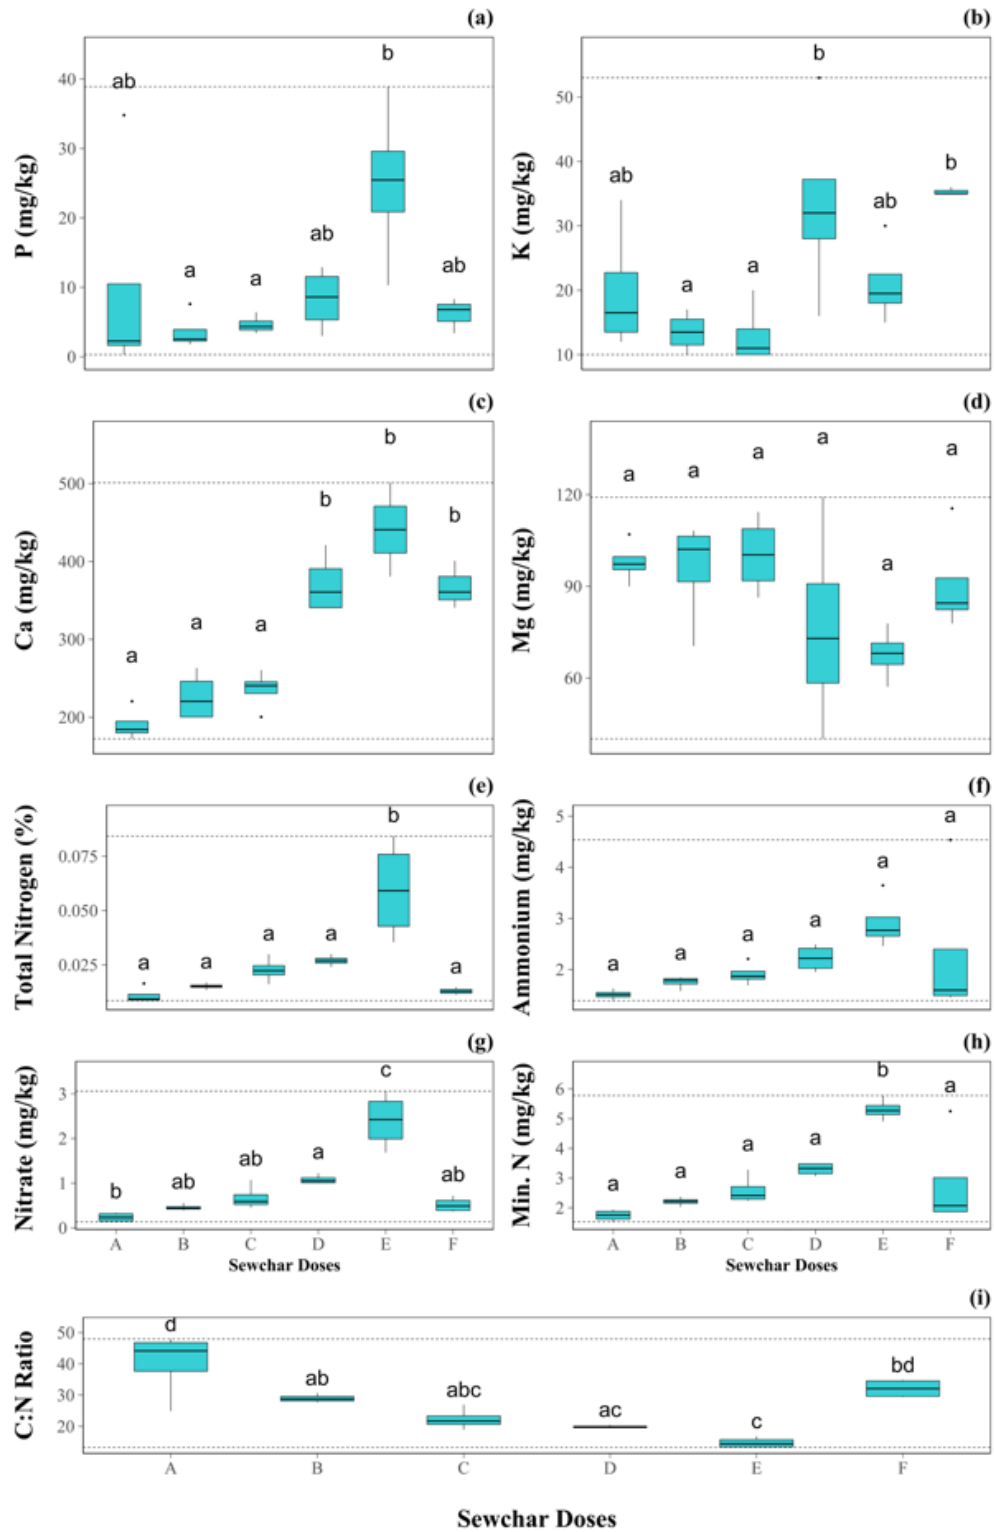 (a)
P (mg/kg)
40
30
20
10
0
ab
a
a
ab
b
ab
(b)
K (mg/kg)
50
40
30
20
10
ab
a
a
b
ab
b
(c)
Ca (mg/kg)
500
400
300
200
a
a
a
b
b
b
(d)
Mg (mg/kg)
120
90
60
a
a
a
a
a
a
(e)
Total Nitrogen (%)
0.075
0.050
0.025
a
a
a
a
b
a
(f)
Ammonium (mg/kg)
5
4
3
2
a
a
a
a
a
a
(g)
Nitrate (mg/kg)
3
2
1
0
b
ab
ab
a
c
ab
A B C D E F
Sewchar Doses
(h)
Min. N (mg/kg)
6
5
4
3
2
a
a
a
a
b
a
A B C D E F
Sewchar Doses
(i)
C:N Ratio
50
40
30
20
d
ab
abc
ac
c
bd
A B C D E F
Sewchar Doses